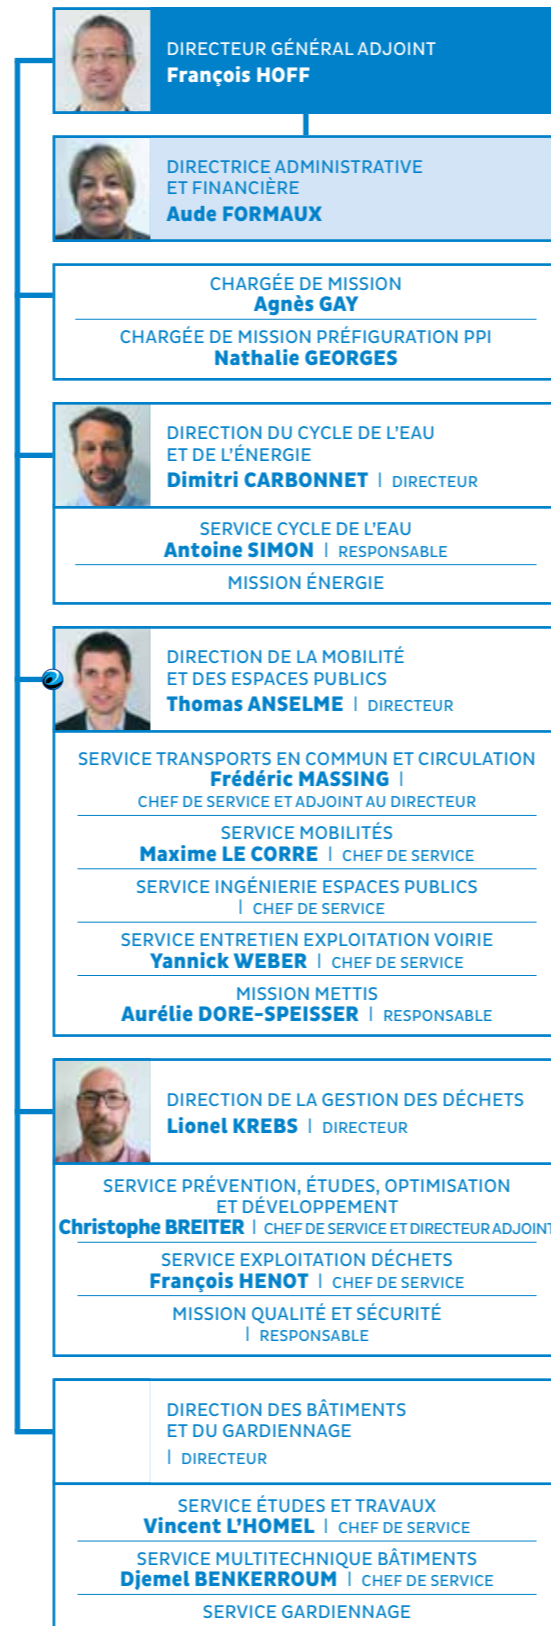 DIRECTEUR GÉNÉRAL ADJOINT
François HOFF
DIRECTRICE ADMINISTRATIVE
ET FINANCIÈRE
Aude FORMAUX
CHARGÉE DE MISSION
Agnès GAY
CHARGÉE DE MISSION PRÉFIGURATION PPI
Nathalie GEORGES
DIRECTION DU CYCLE DE L'EAU
ET DE L'ÉNERGIE
Dimitri CARBONNET | DIRECTEUR
SERVICE CYCLE DE L'EAU
Antoine SIMON | RESPONSABLE
MISSION ÉNERGIE
DIRECTION DE LA MOBILITÉ
ET DES ESPACES PUBLICS
Thomas ANSELME | DIRECTEUR
SERVICE TRANSPORTS EN COMMUN ET CIRCULATION
Frédéric MASSING |
CHEF DE SERVICE ET ADJOINT AU DIRECTEUR
SERVICE MOBILITÉS
Maxime LE CORRE | CHEF DE SERVICE
SERVICE INGÉNIERIE ESPACES PUBLICS
| CHEF DE SERVICE
SERVICE ENTRETIEN EXPLOITATION VOIRIE
Yannick WEBER | CHEF DE SERVICE
MISSION METTIS
Aurélie DORE-SPEISSER | RESPONSABLE
DIRECTION DE LA GESTION DES DÉCHETS
Lionel KREBS | DIRECTEUR
SERVICE PRÉVENTION, ÉTUDES, OPTIMISATION
ET DÉVELOPPEMENT
Christophe BREITER | CHEF DE SERVICE ET DIRECTEUR ADJOINT
SERVICE EXPLOITATION DÉCHETS
François HENOT | CHEF DE SERVICE
MISSION QUALITÉ ET SÉCURITÉ
| RESPONSABLE
DIRECTION DES BÂTIMENTS
ET DU GARDIENNAGE
| DIRECTEUR
SERVICE ÉTUDES ET TRAVAUX
Vincent L'HOMEL | CHEF DE SERVICE
SERVICE MULTITECHNIQUE BÂTIMENTS
Djemel BENKERROUM | CHEF DE SERVICE
SERVICE GARDIENNAGE